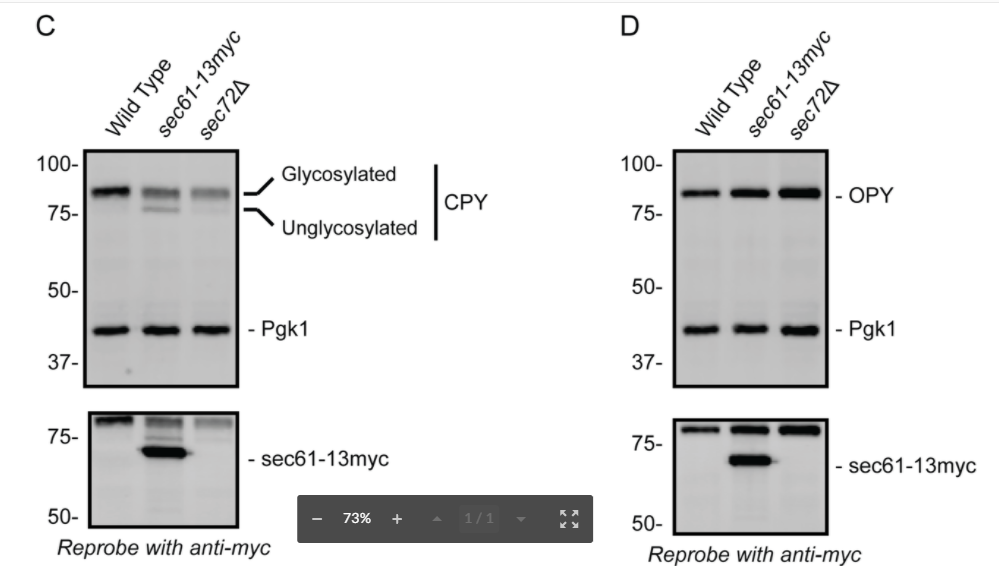 C
Wild Type
sec61-13myc
sec72Δ
100-
75-
50-
37-
Glycosylated
Unglycosylated
CPY
- Pgk1
75-
50-
- sec61-13myc
Reprobe with anti-myc
D
Wild Type
sec61-13myc
sec72Δ
100-
75-
50-
37-
- OPY
- Pgk1
75-
50-
- sec61-13myc
Reprobe with anti-myc
− 73% + 1 / 1